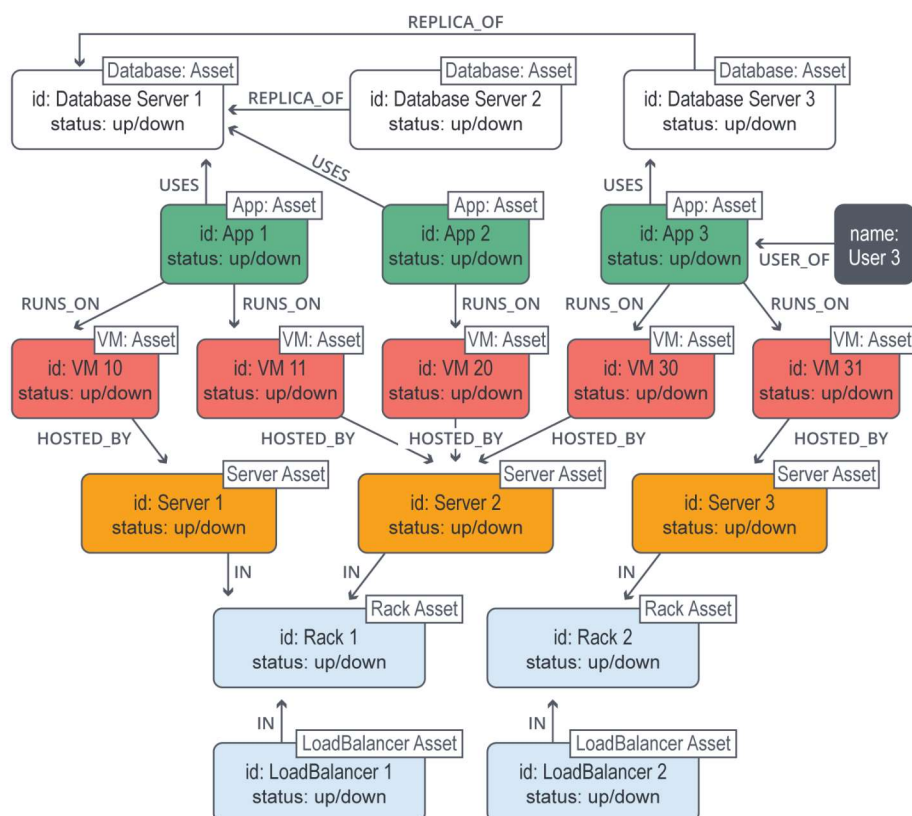 REPLICA_OF
Database: Asset
id: Database Server 1
status: up/down
REPLICA_OF
Database: Asset
id: Database Server 2
status: up/down
Database: Asset
id: Database Server 3
status: up/down
USES
USES
USES
App: Asset
id: App 1
status: up/down
App: Asset
id: App 2
status: up/down
App: Asset
id: App 3
status: up/down
USER_OF
name:
User 3
RUNS_ON
RUNS_ON
RUNS_ON
RUNS_ON
RUNS_ON
VM: Asset
id: VM 10
status: up/down
VM: Asset
id: VM 11
status: up/down
VM: Asset
id: VM 20
status: up/down
VM: Asset
id: VM 30
status: up/down
VM: Asset
id: VM 31
status: up/down
HOSTED_BY
HOSTED_BY
HOSTED_BY
HOSTED_BY
HOSTED_BY
Server Asset
id: Server 1
status: up/down
Server Asset
id: Server 2
status: up/down
Server Asset
id: Server 3
status: up/down
IN
IN
IN
Rack Asset
id: Rack 1
status: up/down
Rack Asset
id: Rack 2
status: up/down
IN
IN
LoadBalancer Asset
id: LoadBalancer 1
status: up/down
LoadBalancer Asset
id: LoadBalancer 2
status: up/down